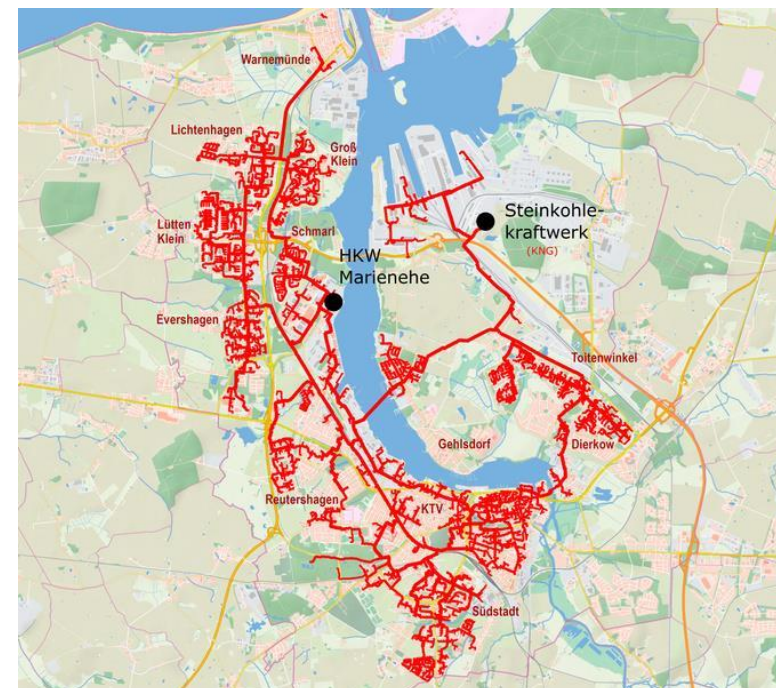 Warnemünde
Lichtenhagen
Groß
Klein
Lütten
Klein
Schmarl
Steinkohle-
kraftwerk
(KNG)
HKW
Marienehe
Evershagen
Toitenwinkel
Gehlsdorf
Dierkow
Reutershagen
KTV
Südstadt